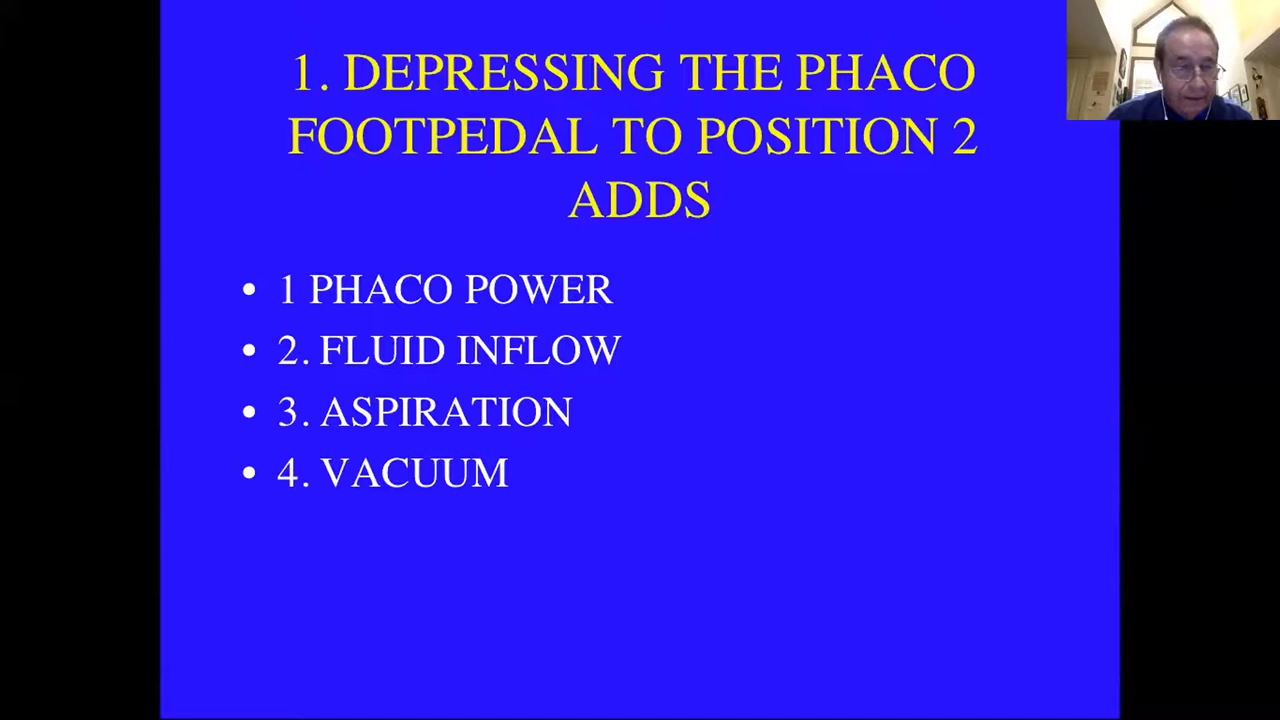 1. DEPRESSING THE PHACO
FOOTPEDAL TO POSITION 2
ADDS
• 1 PHACO POWER
• 2. FLUID INFLOW
• 3. ASPIRATION
• 4. VACUUM